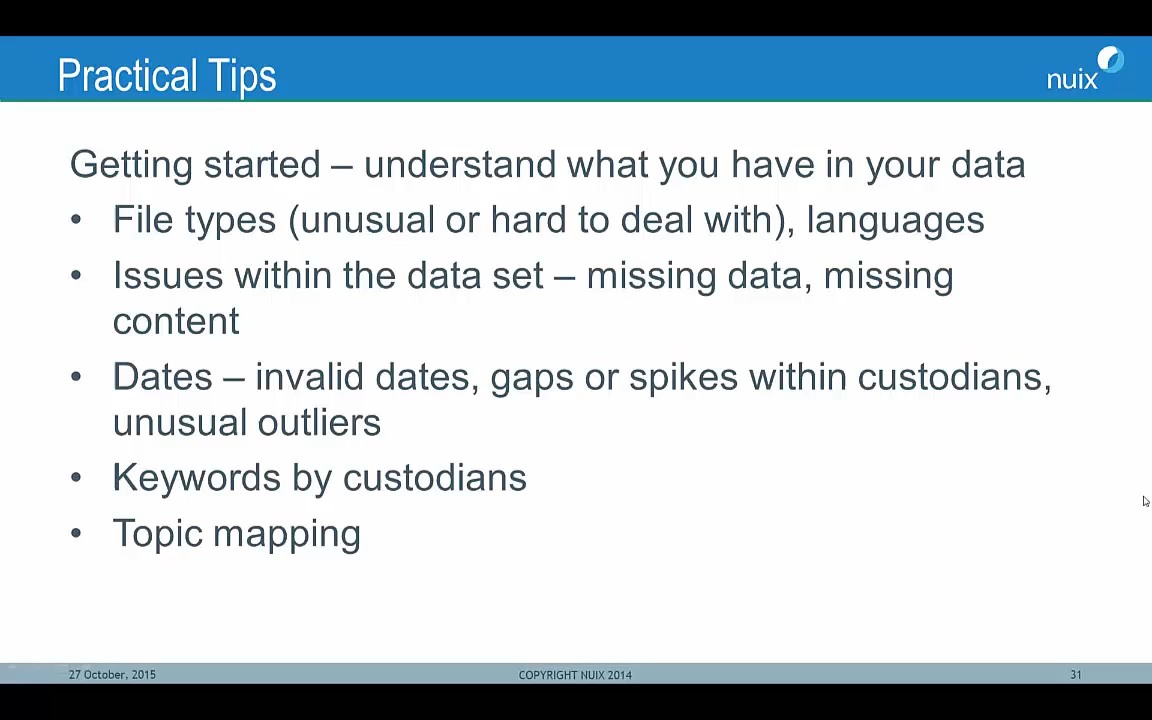 Practical Tips
nuix
Getting started – understand what you have in your data
• File types (unusual or hard to deal with), languages
• Issues within the data set – missing data, missing
content
• Dates – invalid dates, gaps or spikes within custodians,
unusual outliers
• Keywords by custodians
• Topic mapping
27 October, 2015
COPYRIGHT NUIX 2014
31